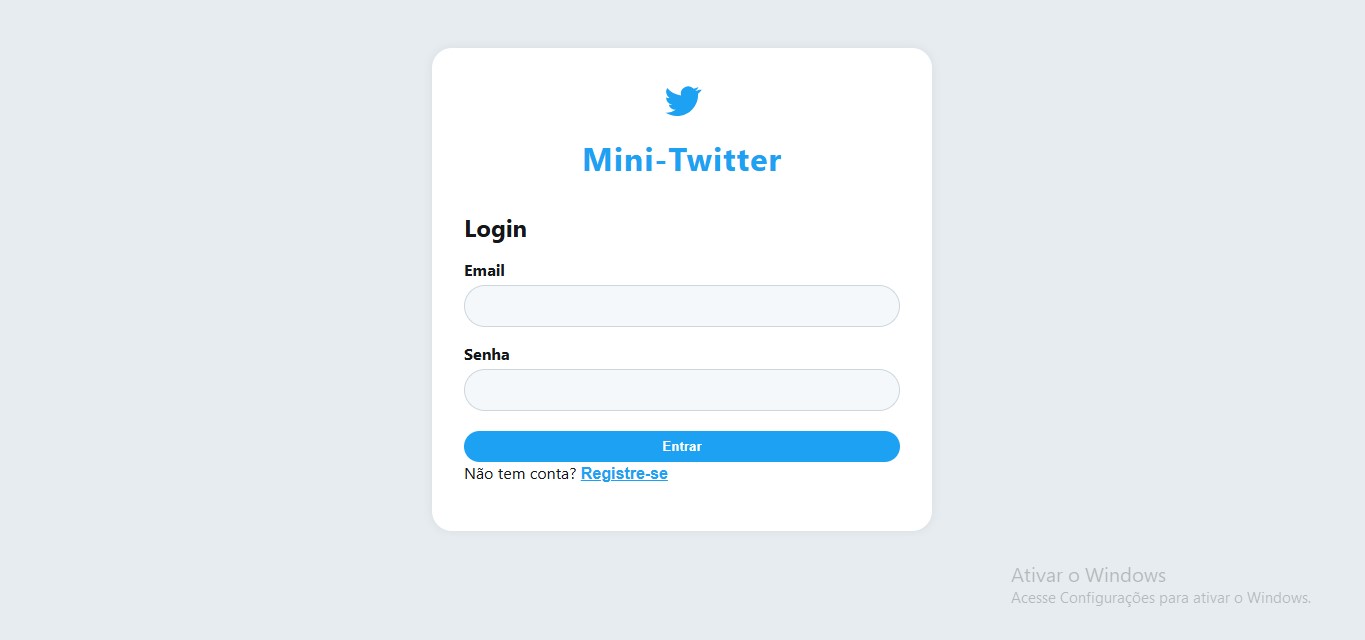 Mini-Twitter
Login
Email
Senha
Entrar
Não tem conta? Registre-se
Ativar o Windows
Acesse Configurações para ativar o Windows.